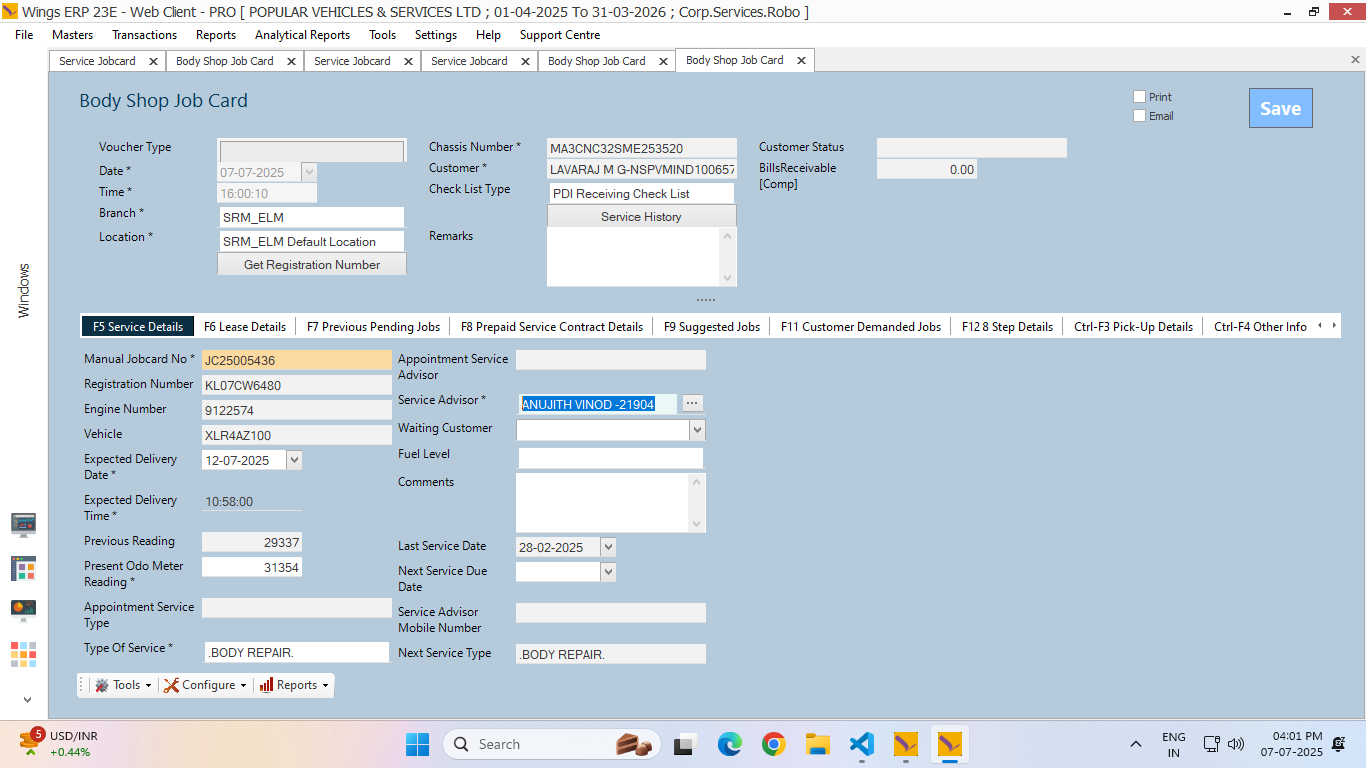 Wings ERP 23E - Web Client - PRO [ POPULAR VEHICLES & SERVICES LTD ; 01-04-2025 To 31-03-2026 ; Corp.Services.Robo ]
File Masters Transactions Reports Analytical Reports Tools Settings Help Support Centre
Service Jobcard Body Shop Job Card Service Jobcard Service Jobcard Body Shop Job Card Body Shop Job Card
Body Shop Job Card
Print
Email
Save
Voucher Type
Date * 07-07-2025
Time * 16:00:10
Branch * SRM_ELM
Location * SRM_ELM Default Location
Get Registration Number
Chassis Number * MA3CNC32SME253520
Customer * LAVARAJ M G-NSPVMIND100657
Check List Type PDI Receiving Check List
Service History
Remarks
Customer Status
BillsReceivable 0.00
[Comp]
Windows
F5 Service Details F6 Lease Details F7 Previous Pending Jobs F8 Prepaid Service Contract Details F9 Suggested Jobs F11 Customer Demanded Jobs F12 8 Step Details Ctrl-F3 Pick-Up Details Ctrl-F4 Other Info
Manual Jobcard No * JC25005436
Registration Number KL07CW6480
Engine Number 9122574
Vehicle XLR4AZ100
Expected Delivery
Date * 12-07-2025
Expected Delivery
Time * 10:58:00
Previous Reading 29337
Present Odo Meter
Reading * 31354
Appointment Service
Type
Type Of Service * .BODY REPAIR.
Appointment Service
Advisor
Service Advisor * ANUJITH VINOD -21904 ...
Waiting Customer
Fuel Level
Comments
Last Service Date 28-02-2025
Next Service Due
Date
Service Advisor
Mobile Number
Next Service Type .BODY REPAIR.
Tools Configure Reports
5 USD/INR
+0.44%
Search
ENG
IN
04:01 PM
07-07-2025